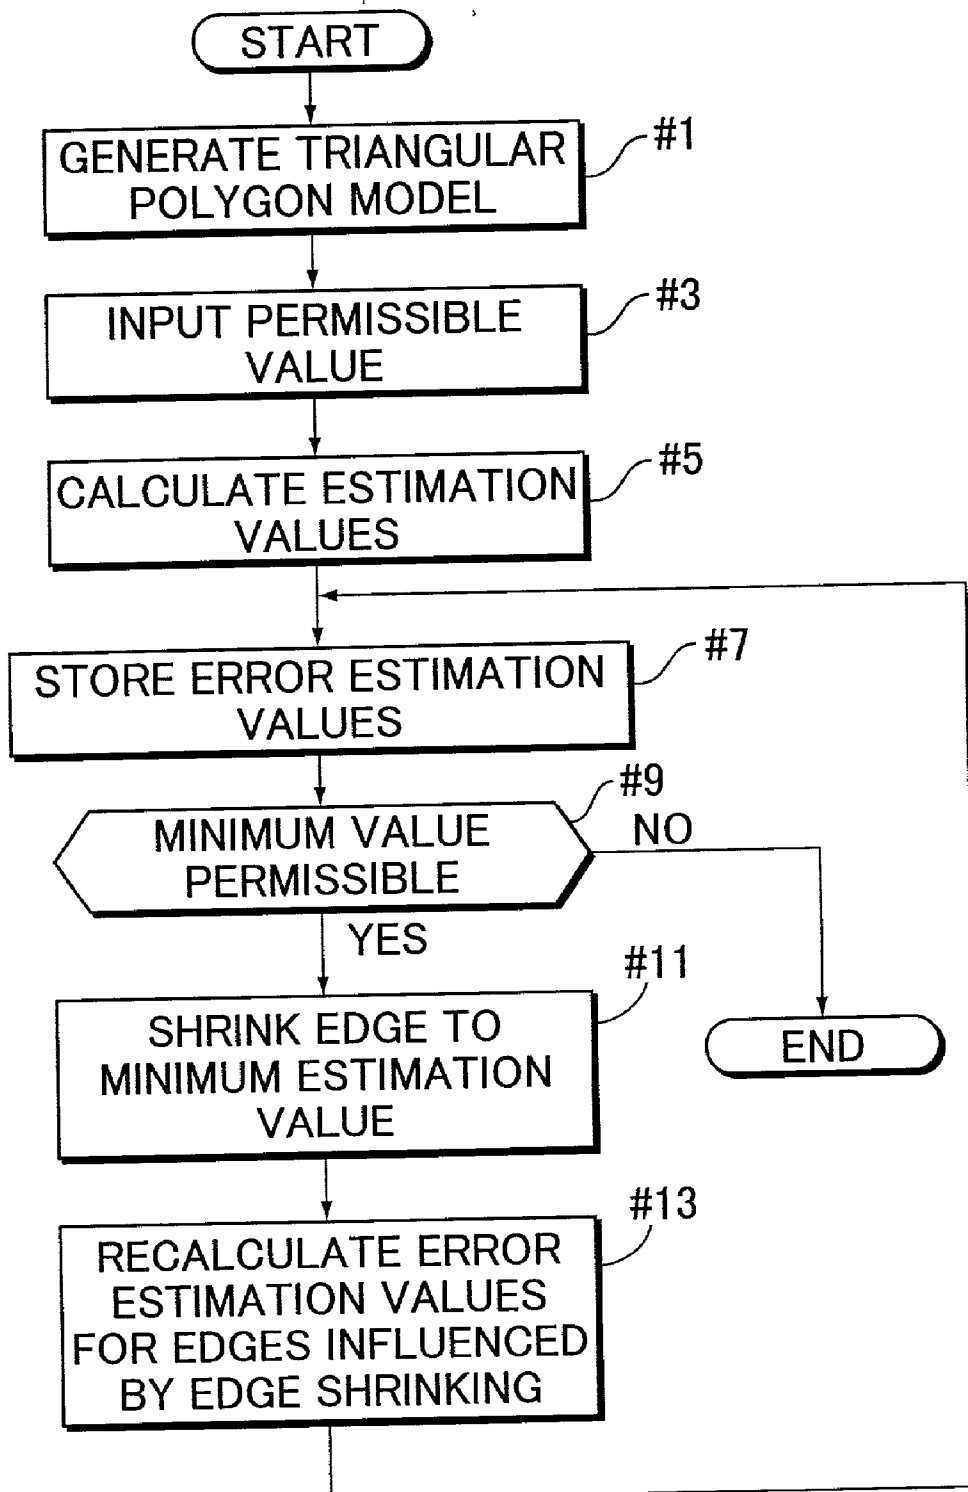 START
#1
GENERATE TRIANGULAR
POLYGON MODEL
#3
INPUT PERMISSIBLE
VALUE
#5
CALCULATE ESTIMATION
VALUES
#7
STORE ERROR ESTIMATION
VALUES
#9
MINIMUM VALUE
PERMISSIBLE
NO
YES
#11
SHRINK EDGE TO
MINIMUM ESTIMATION
VALUE
END
#13
RECALCULATE ERROR
ESTIMATION VALUES
FOR EDGES INFLUENCED
BY EDGE SHRINKING